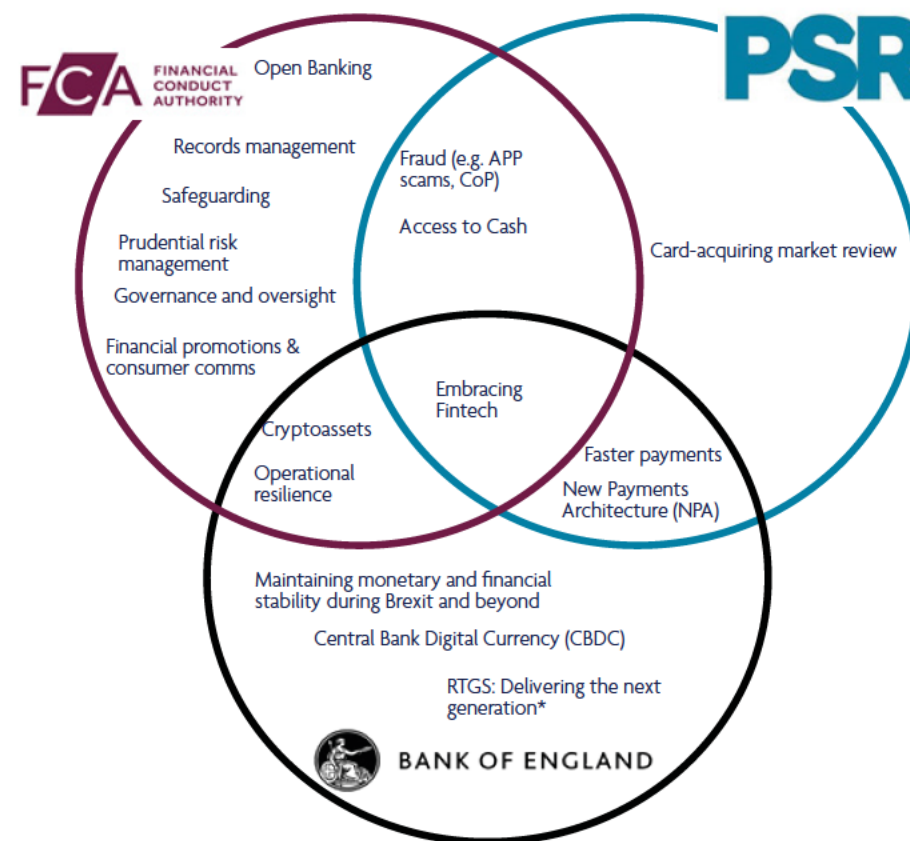 FCA
FINANCIAL
CONDUCT
AUTHORITY
PSR
Open Banking
Records management
Safeguarding
Prudential risk
management
Governance and oversight
Financial promotions &
consumer comms
Fraud (e.g. APP
scams, CoP)
Access to Cash
Card-acquiring market review
Embracing
Fintech
Cryptoassets
Operational
resilience
Faster payments
New Payments
Architecture (NPA)
Maintaining monetary and financial
stability during Brexit and beyond
Central Bank Digital Currency (CBDC)
RTGS: Delivering the next
generation*
BANK OF ENGLAND